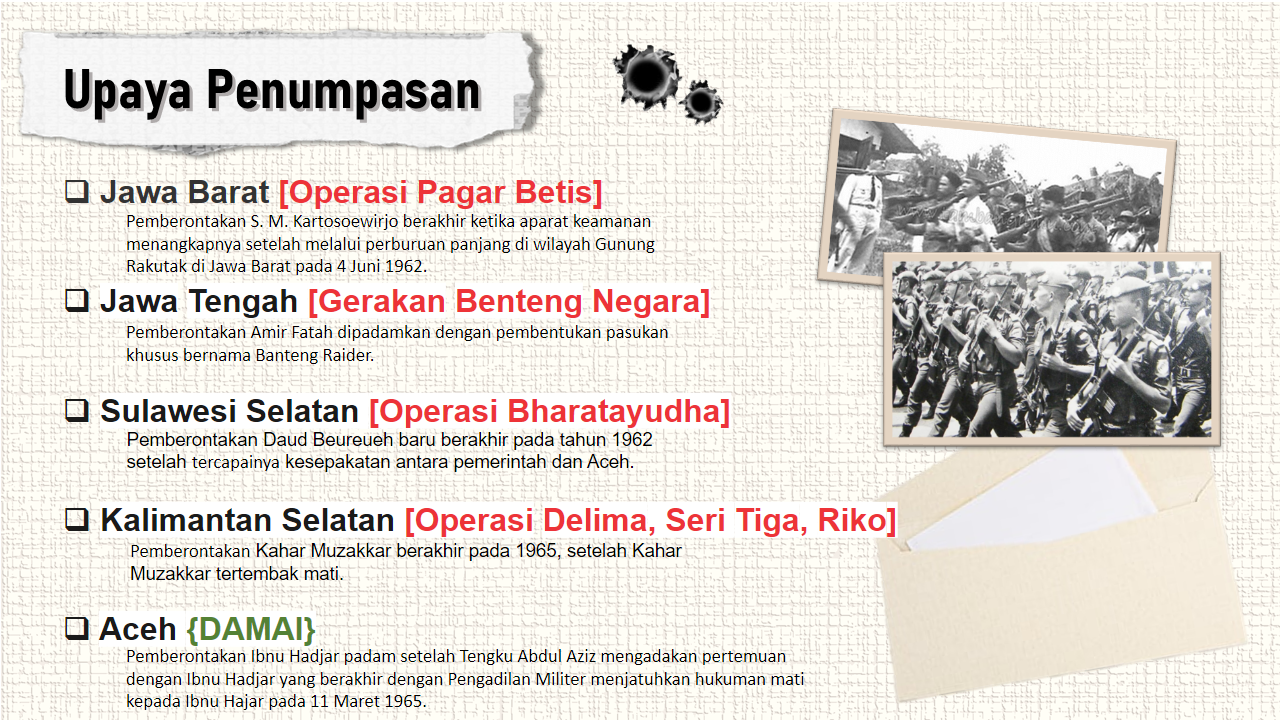 Upaya Penumpasan
❑ Jawa Barat [Operasi Pagar Betis]
Pemberontakan S. M. Kartosoewirjo berakhir ketika aparat keamanan
menangkapnya setelah melalui perburuan panjang di wilayah Gunung
Rakutak di Jawa Barat pada 4 Juni 1962.
❑ Jawa Tengah [Gerakan Benteng Negara]
Pemberontakan Amir Fatah dipadamkan dengan pembentukan pasukan
khusus bernama Banteng Raider.
❑ Sulawesi Selatan [Operasi Bharatayudha]
Pemberontakan Daud Beureueh baru berakhir pada tahun 1962
setelah tercapainya kesepakatan antara pemerintah dan Aceh.
❑ Kalimantan Selatan [Operasi Delima, Seri Tiga, Riko]
Pemberontakan Kahar Muzakkar berakhir pada 1965, setelah Kahar
Muzakkar tertembak mati.
❑ Aceh {DAMAI}
Pemberontakan Ibnu Hadjar padam setelah Tengku Abdul Aziz mengadakan pertemuan
dengan Ibnu Hadjar yang berakhir dengan Pengadilan Militer menjatuhkan hukuman mati
kepada Ibnu Hajar pada 11 Maret 1965.